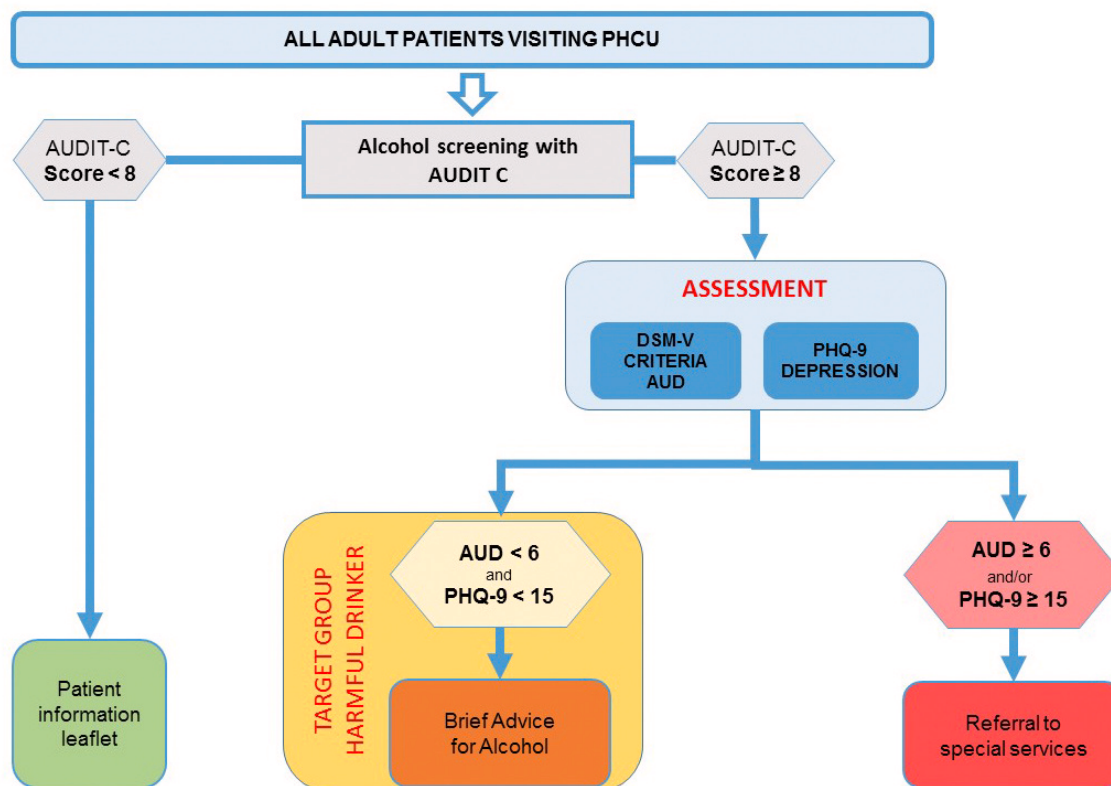 ALL ADULT PATIENTS VISITING PHCU
AUDIT-C
Score < 8
Alcohol screening with
AUDIT C
AUDIT-C
Score ≥ 8
ASSESSMENT
DSM-V
CRITERIA
AUD
PHQ-9
DEPRESSION
TARGET GROUP
HARMFUL DRINKER
AUD < 6
and
PHQ-9 < 15
AUD ≥ 6
and/or
PHQ-9 ≥ 15
Patient
information
leaflet
Brief Advice
for Alcohol
Referral to
special services